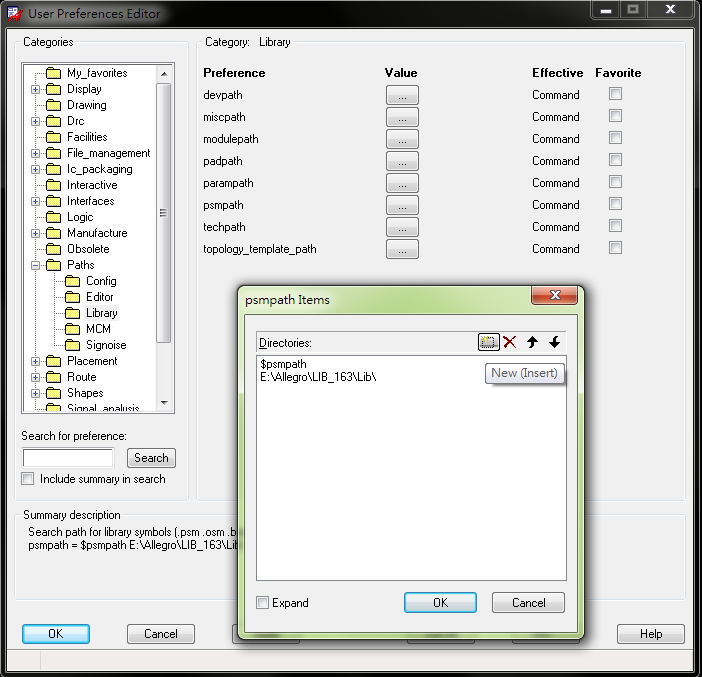 User Preferences Editor
Categories
My_favorites
Display
Drawing
Drc
Facilities
File_management
Ic_packaging
Interactive
Interfaces
Logic
Manufacture
Obsolete
Paths
Config
Editor
Library
MCM
Signoise
Placement
Route
Shapes
Signal_analysis
Search for preference:
Search
Include summary in search
Category: Library
Preference Value Effective Favorite
devpath ... Command
miscpath ... Command
modulepath ... Command
padpath ... Command
parampath ... Command
psmpath ... Command
techpath ... Command
topology_template_path ... Command
psmpath Items
Directories:
New (Insert)
$psmpath
E:\Allegro\LIB_163\Lib\
Expand
OK Cancel
Summary description
Search path for library symbols (.psm .osm .b
psmpath = $psmpath E:\Allegro\LIB_163\Lib
OK Cancel Help